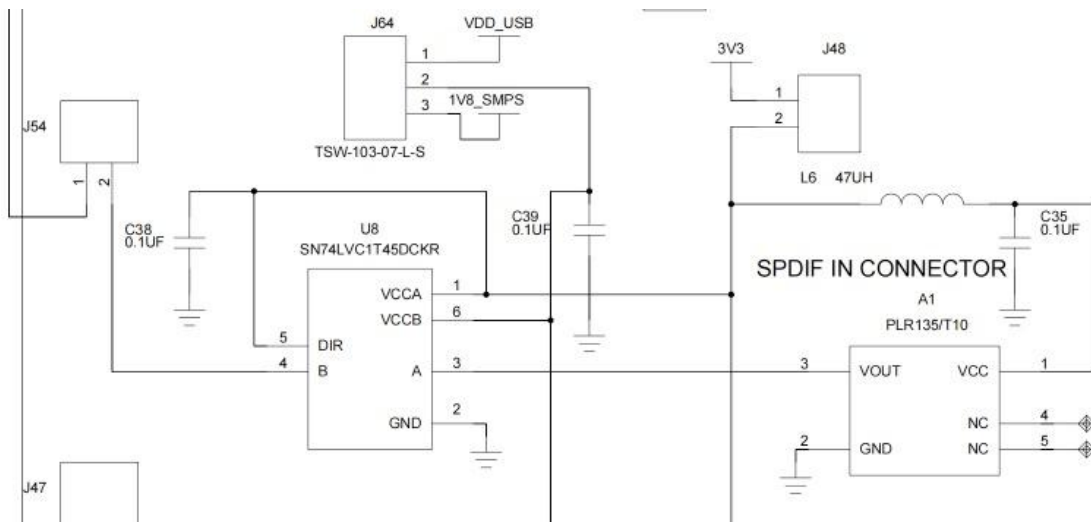 J64
VDD_USB
1
2
3
1V8_SMPS
TSW-103-07-L-S
3V3
J48
1
2
J54
1
2
L6 47UH
C38
0.1UF
C39
0.1UF
C35
0.1UF
U8
SN74LVC1T45DCKR
VCCA 1
VCCB 6
5 DIR
4 B
A 3
GND 2
SPDIF IN CONNECTOR
A1
PLR135/T10
3 VOUT
VCC 1
NC 4
2 GND
NC 5
J47